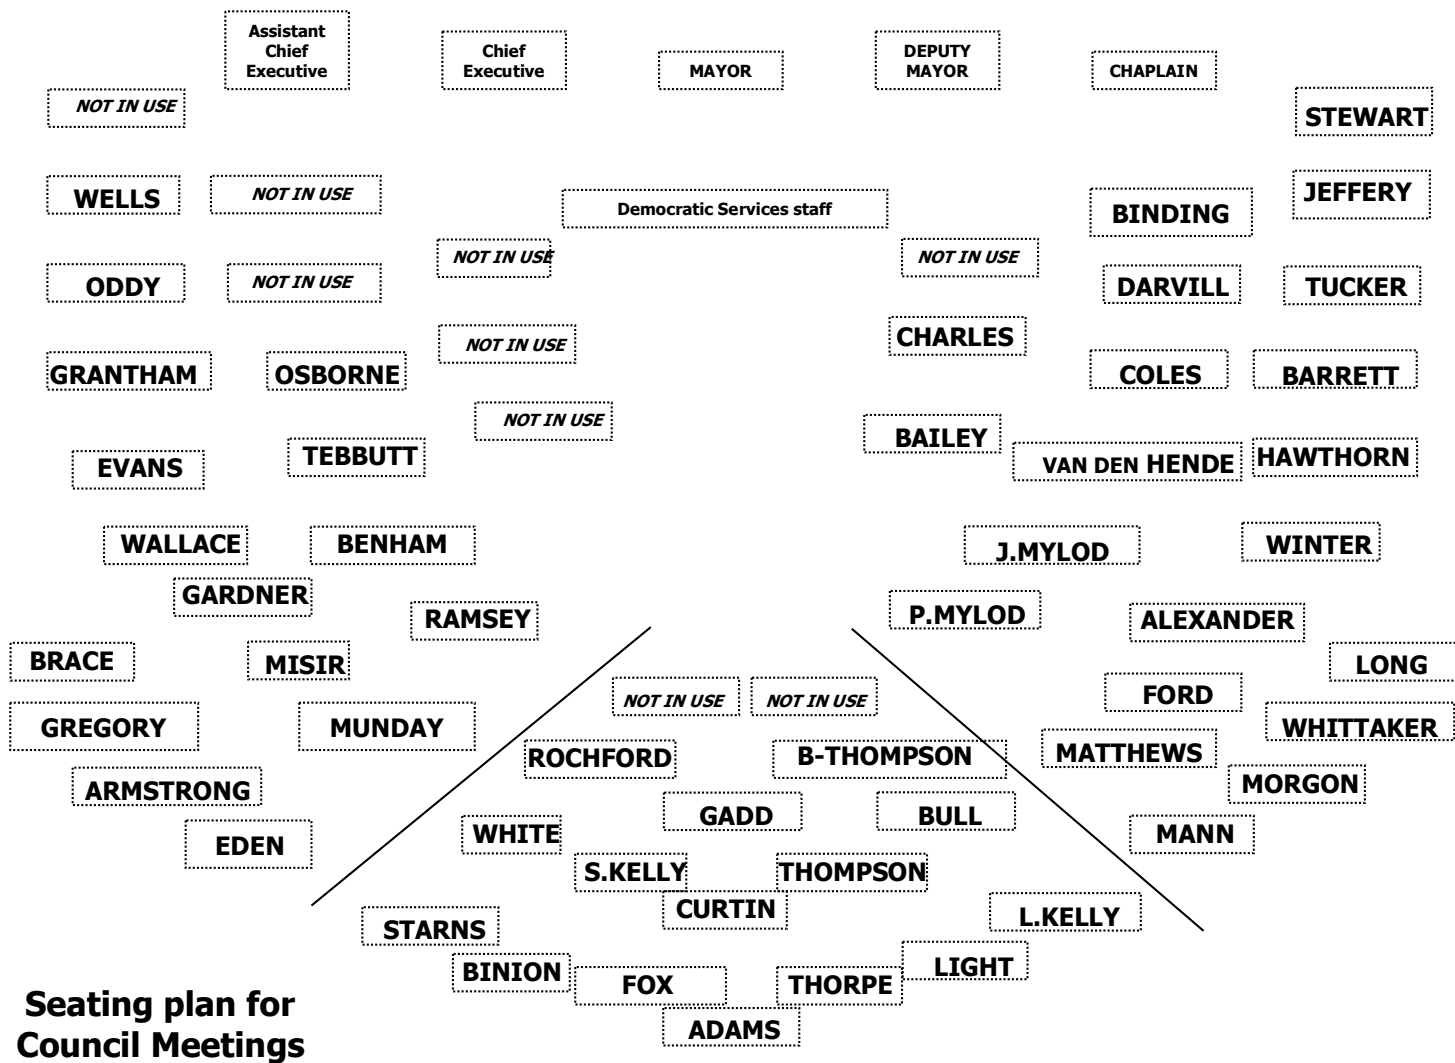 Assistant
Chief
Executive
Chief
Executive
MAYOR
DEPUTY
MAYOR
CHAPLAIN
NOT IN USE
STEWART
WELLS
NOT IN USE
Democratic Services staff
BINDING
JEFFERY
NOT IN USE
NOT IN USE
ODDY
NOT IN USE
DARVILL
TUCKER
NOT IN USE
CHARLES
GRANTHAM
OSBORNE
COLES
BARRETT
NOT IN USE
BAILEY
EVANS
TEBBUTT
VAN DEN HENDE
HAWTHORN
WALLACE
BENHAM
J.MYLOD
WINTER
GARDNER
RAMSEY
P.MYLOD
ALEXANDER
BRACE
MISIR
LONG
NOT IN USE
NOT IN USE
FORD
GREGORY
MUNDAY
WHITTAKER
ROCHFORD
B-THOMPSON
MATTHEWS
ARMSTRONG
MORGON
GADD
BULL
EDEN
WHITE
MANN
S.KELLY
THOMPSON
CURTIN
L.KELLY
STARNS
BINION
LIGHT
FOX
THORPE
ADAMS
Seating plan for
Council Meetings